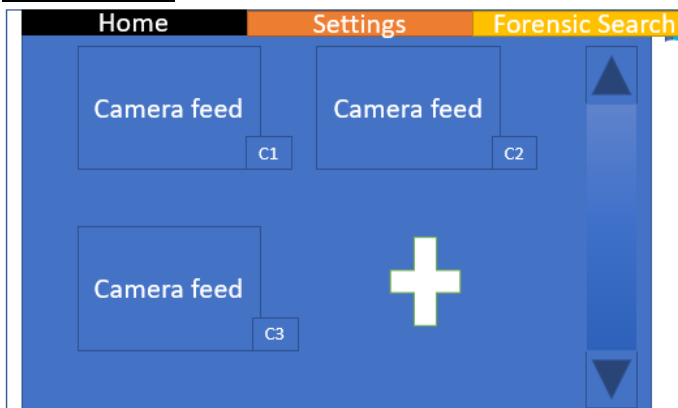 Home Settings Forensic Search
Camera feed Camera feed
C1 C2
Camera feed
C3